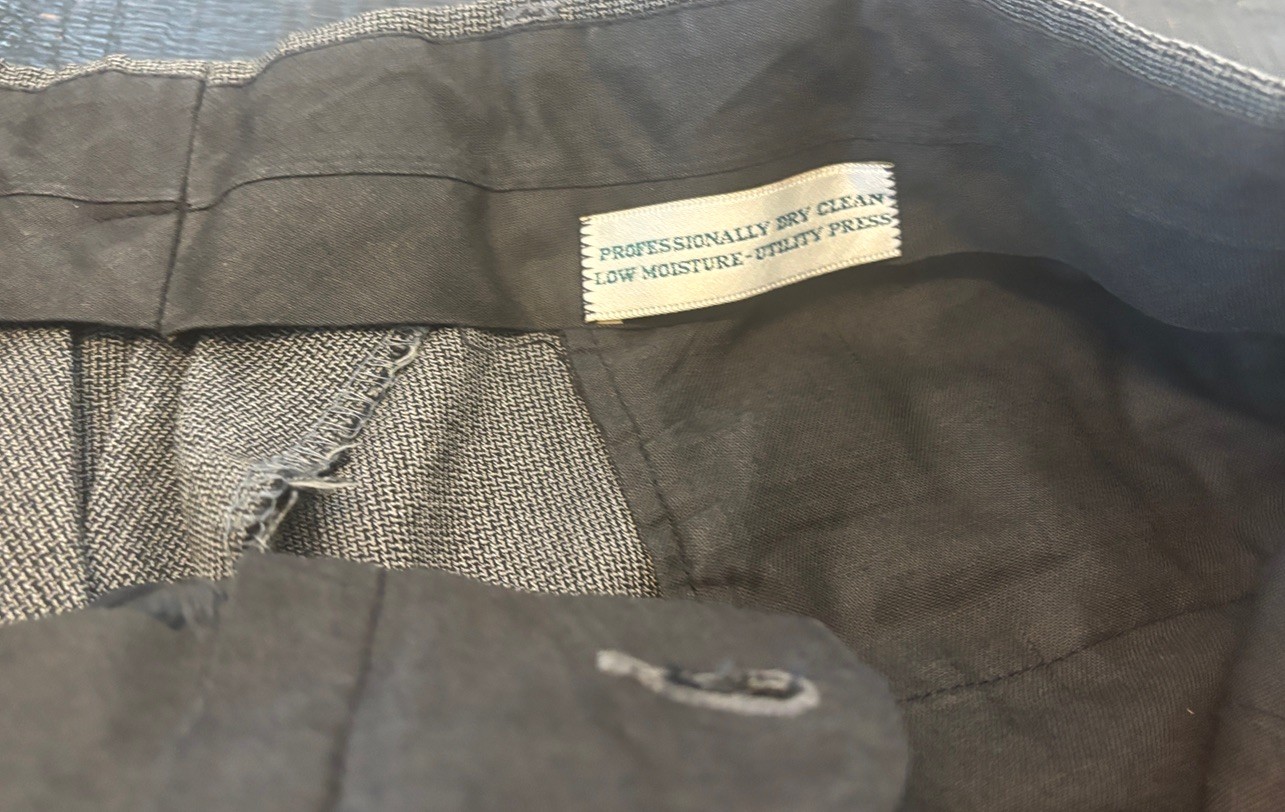 PROFESSIONALLY DRY CLEAN
LOW MOISTURE-UTILITY PRESS